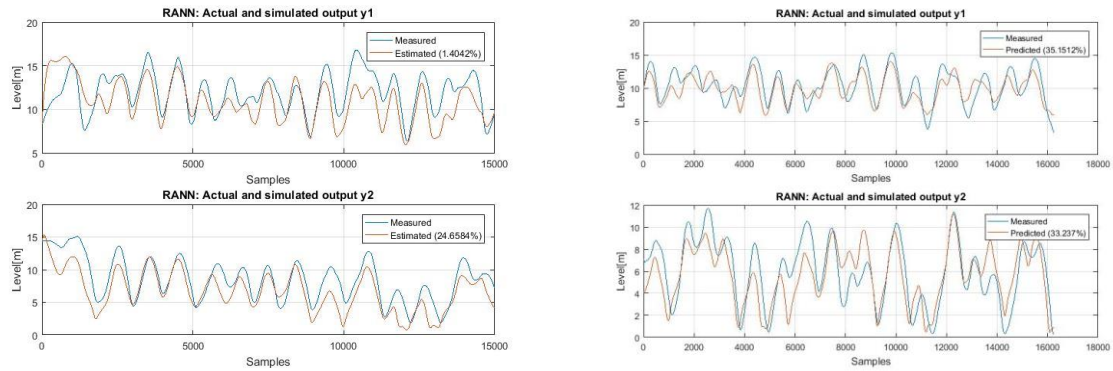 RANN: Actual and simulated output y1
20
15
10
5
Level[m]
Measured
Estimated (1.4042%)
0
5000
10000
15000
Samples
RANN: Actual and simulated output y2
20
15
10
5
0
Level[m]
Measured
Estimated (24.6584%)
0
5000
10000
15000
Samples
RANN: Actual and simulated output y1
20
15
10
5
0
Level[m]
Measured
Predicted (35.1512%)
0
2000
4000
6000
8000
10000
12000
14000
16000
18000
Samples
RANN: Actual and simulated output y2
12
10
8
6
4
2
0
Level[m]
Measured
Predicted (33.237%)
0
2000
4000
6000
8000
10000
12000
14000
16000
18000
Samples